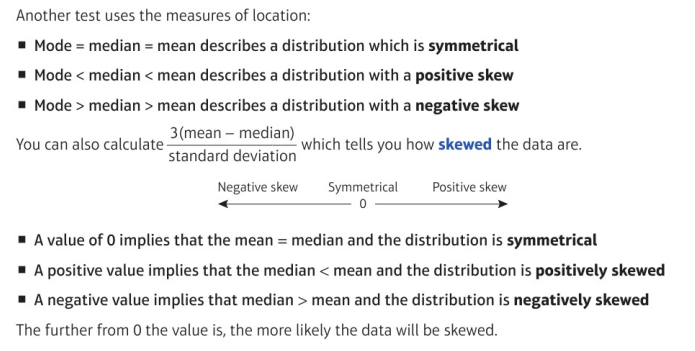 Another test uses the measures of location:
■ Mode = median = mean describes a distribution which is symmetrical
■ Mode < median < mean describes a distribution with a positive skew
■ Mode > median > mean describes a distribution with a negative skew
You can also calculate 3(mean – median) / standard deviation which tells you how skewed the data are.
Negative skew Symmetrical Positive skew
0
■ A value of 0 implies that the mean = median and the distribution is symmetrical
■ A positive value implies that the median < mean and the distribution is positively skewed
■ A negative value implies that median > mean and the distribution is negatively skewed
The further from 0 the value is, the more likely the data will be skewed.